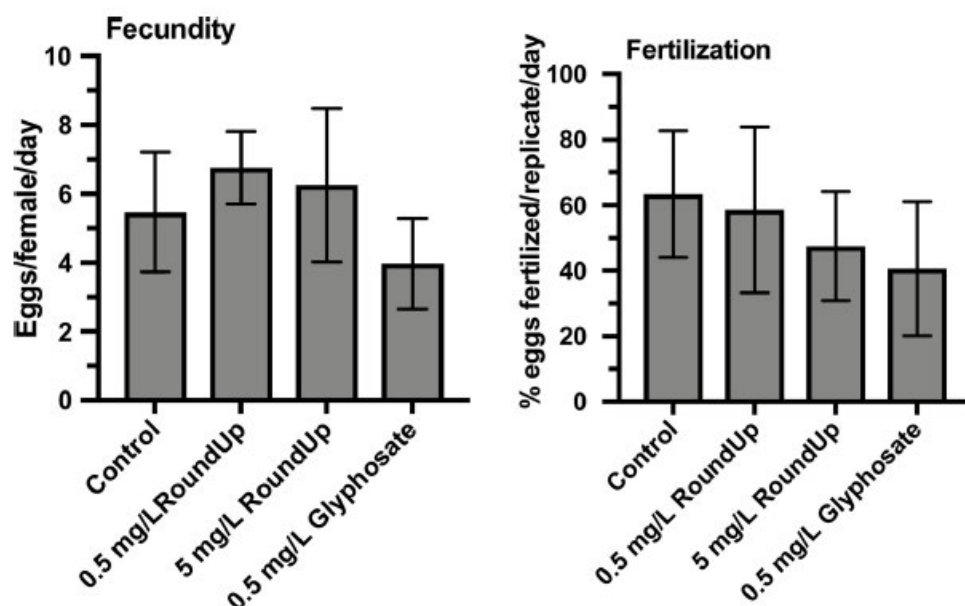 Fecundity
Eggs/female/day
10
8
6
4
2
0
Control
0.5 mg/LRoundUp
5 mg/L RoundUp
0.5 mg/L Glyphosate
Fertilization
% eggs fertilized/replicate/day
100
80
60
40
20
0
Control
0.5 mg/L RoundUp
5 mg/L RoundUp
0.5 mg/L Glyphosate